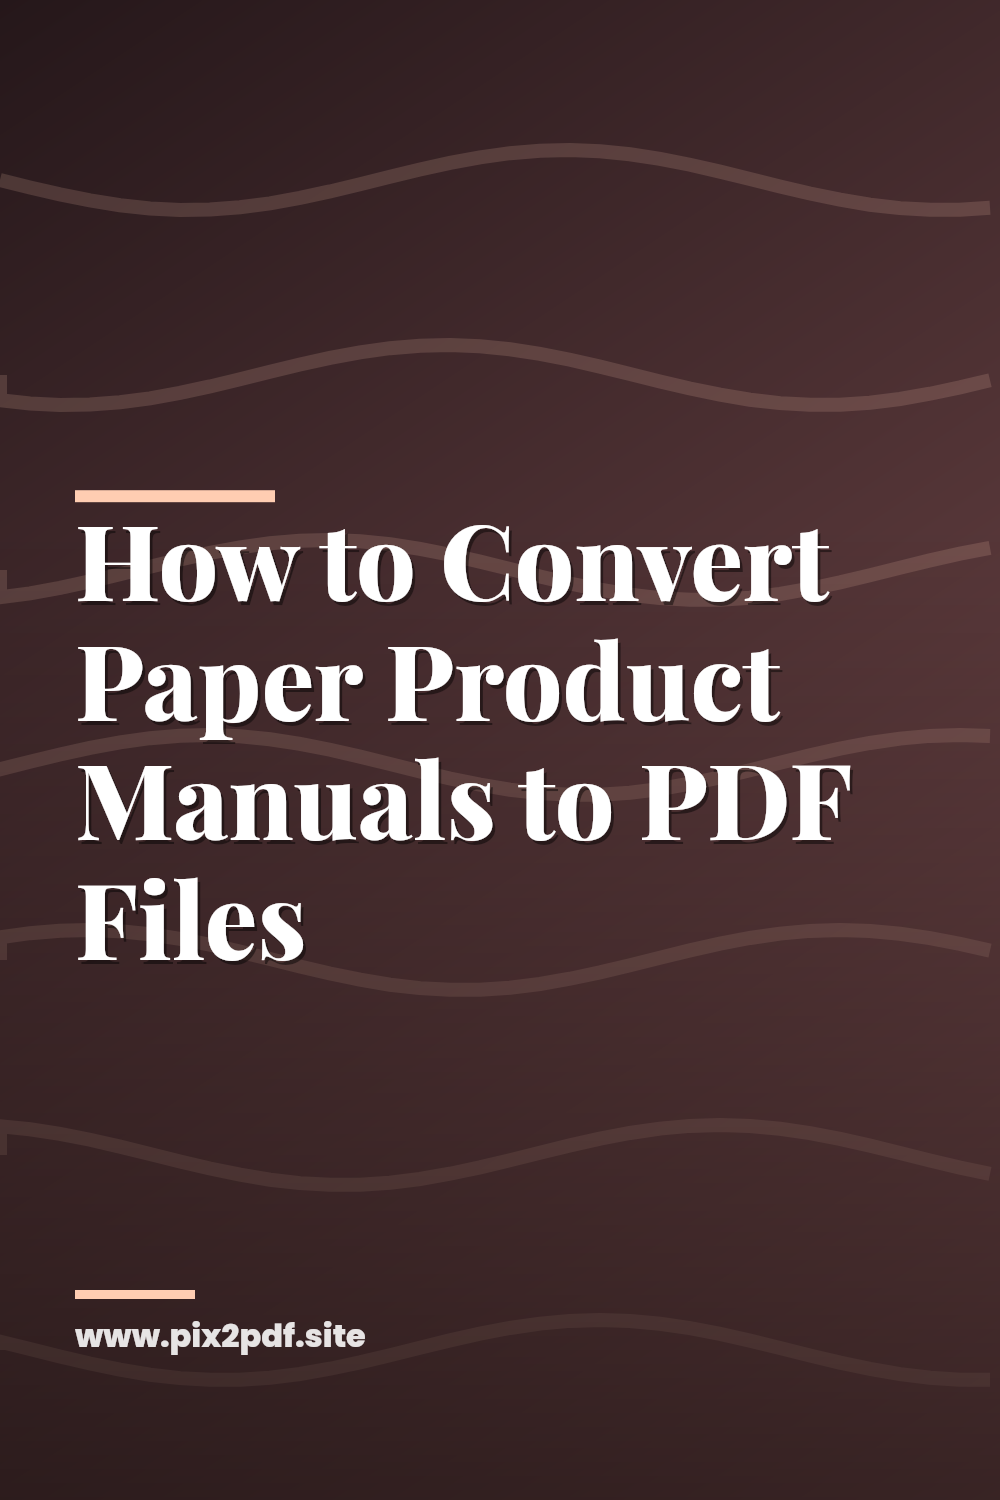 How to Convert
Paper Product
Manuals to PDF
Files
www.pix2pdf.site